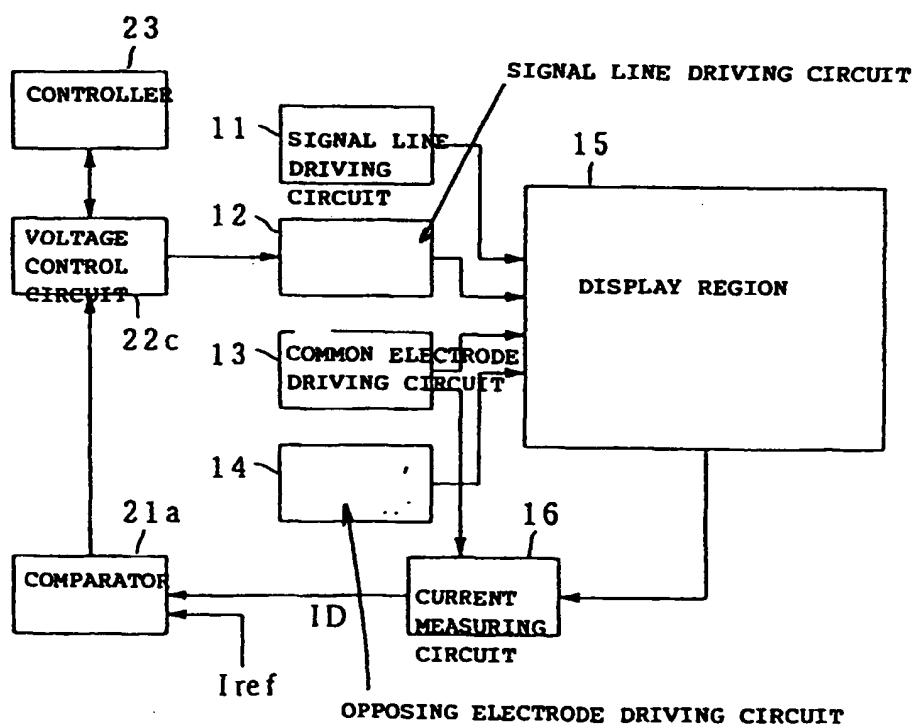 23
CONTROLLER
SIGNAL LINE DRIVING CIRCUIT
11
SIGNAL LINE
DRIVING
CIRCUIT
15
12
VOLTAGE
CONTROL
CIRCUIT
22c
DISPLAY REGION
13
COMMON ELECTRODE
DRIVING CIRCUIT
14
21a
COMPARATOR
16
CURRENT
MEASURING
CIRCUIT
ID
Iref
OPPOSING ELECTRODE DRIVING CIRCUIT